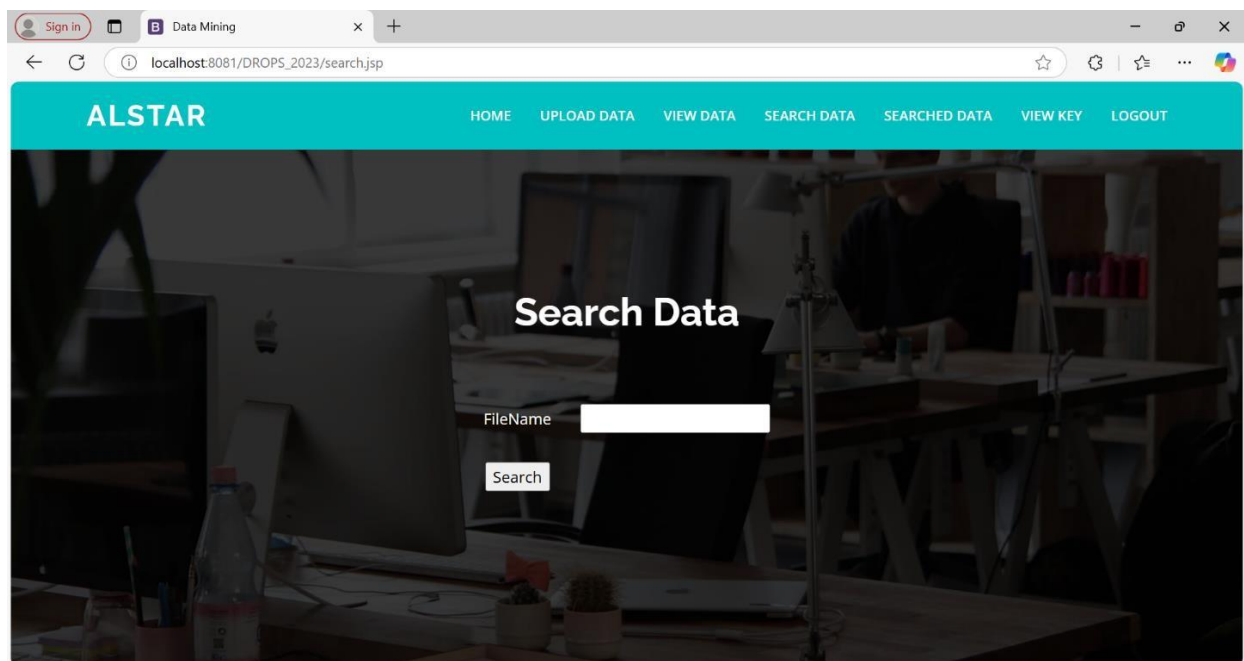 Sign in
B Data Mining
localhost:8081/DROPS_2023/search.jsp
ALSTAR HOME UPLOAD DATA VIEW DATA SEARCH DATA SEARCHED DATA VIEW KEY LOGOUT
Search Data
FileName
Search